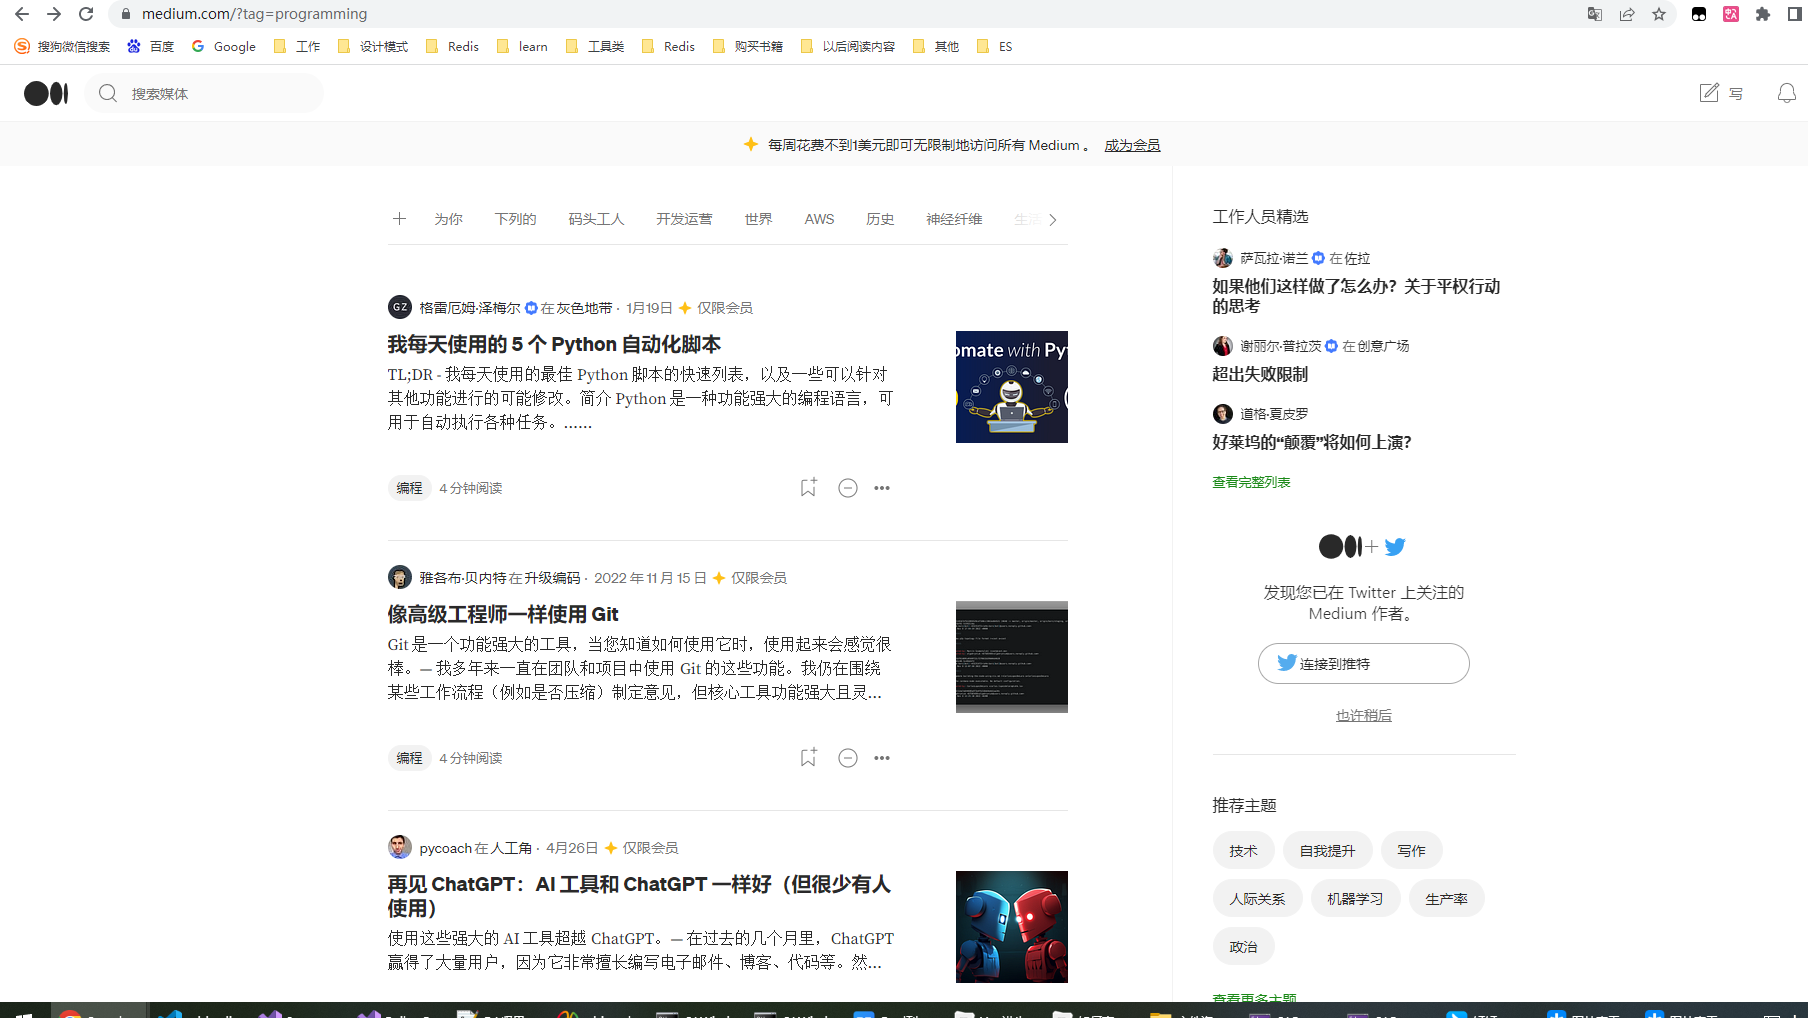 medium.com/?tag=programming
搜狗微信搜索 百度 Google 工作 设计模式 Redis learn 工具类 Redis 购买书籍 以后阅读内容 其他 ES
搜索媒体 写
每周花费不到1美元即可无限制地访问所有 Medium 。 成为会员
为你 下列的 码头工人 开发运营 世界 AWS 历史 神经纤维 生活
GZ 格雷厄姆·泽梅尔 在 灰色地带 · 1月19日 仅限会员
我每天使用的 5 个 Python 自动化脚本
TL;DR - 我每天使用的最佳 Python 脚本的快速列表，以及一些可以针对
其他功能进行的可能修改。简介 Python 是一种功能强大的编程语言，可
用于自动执行各种任务。……
omate with Py
编程 4 分钟阅读
雅各布·贝内特 在 升级编码 · 2022 年 11 月 15 日 仅限会员
像高级工程师一样使用 Git
Git 是一个功能强大的工具，当您知道如何使用它时，使用起来会感觉很
棒。— 我多年来一直在团队和项目中使用 Git 的这些功能。我仍在围绕
某些工作流程（例如是否压缩）制定意见，但核心工具功能强大且灵...
编程 4 分钟阅读
pycoach 在 人工角 · 4月26日 仅限会员
再见 ChatGPT：AI 工具和 ChatGPT 一样好（但很少有人
使用）
使用这些强大的 AI 工具超越 ChatGPT。— 在过去的几个月里，ChatGPT
赢得了大量用户，因为它非常擅长编写电子邮件、博客、代码等。然...
工作人员精选
萨瓦拉·诺兰 在 佐拉
如果他们这样做了怎么办？关于平权行动
的思考
谢丽尔·普拉茨 在 创意广场
超出失败限制
道格·夏皮罗
好莱坞的“颠覆”将如何上演？
查看完整列表
发现您已在 Twitter 上关注的
Medium 作者。
连接到推特
也许稍后
推荐主题
技术 自我提升 写作
人际关系 机器学习 生产率
政治
查看更多主题